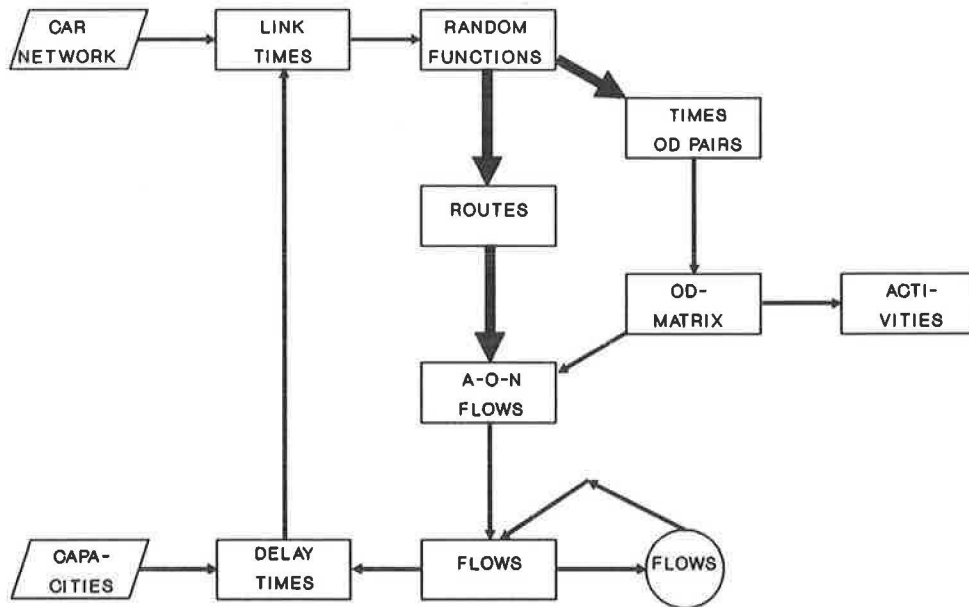 CAR
NETWORK
LINK
TIMES
RANDOM
FUNCTIONS
TIMES
OD PAIRS
ROUTES
OD-
MATRIX
ACTI-
VITIES
A-O-N
FLOWS
CAPA-
CITIES
DELAY
TIMES
FLOWS
FLOWS